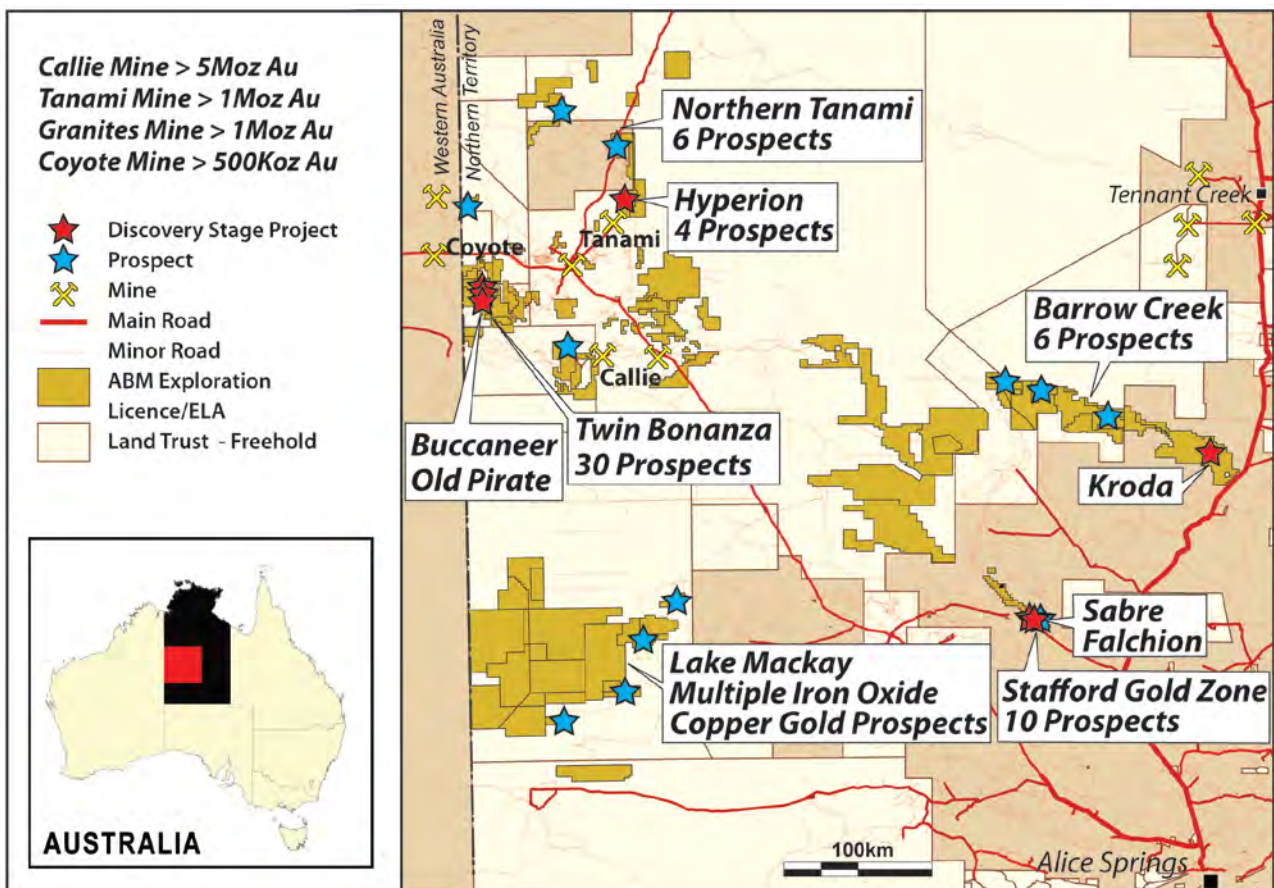 Callie Mine > 5Moz Au
Tanami Mine > 1Moz Au
Granites Mine > 1Moz Au
Coyote Mine > 500Koz Au
Discovery Stage Project
Prospect
Mine
Main Road
Minor Road
ABM Exploration
Licence/ELA
Land Trust - Freehold
AUSTRALIA
Western Australia
Northern Territory
Northern Tanami
6 Prospects
Hyperion
4 Prospects
Tanami
Coyote
Callie
Buccaneer
Old Pirate
Twin Bonanza
30 Prospects
Tennant Creek
Barrow Creek
6 Prospects
Kroda
Sabre
Falchion
Stafford Gold Zone
10 Prospects
Lake Mackay
Multiple Iron Oxide
Copper Gold Prospects
100km
Alice Springs